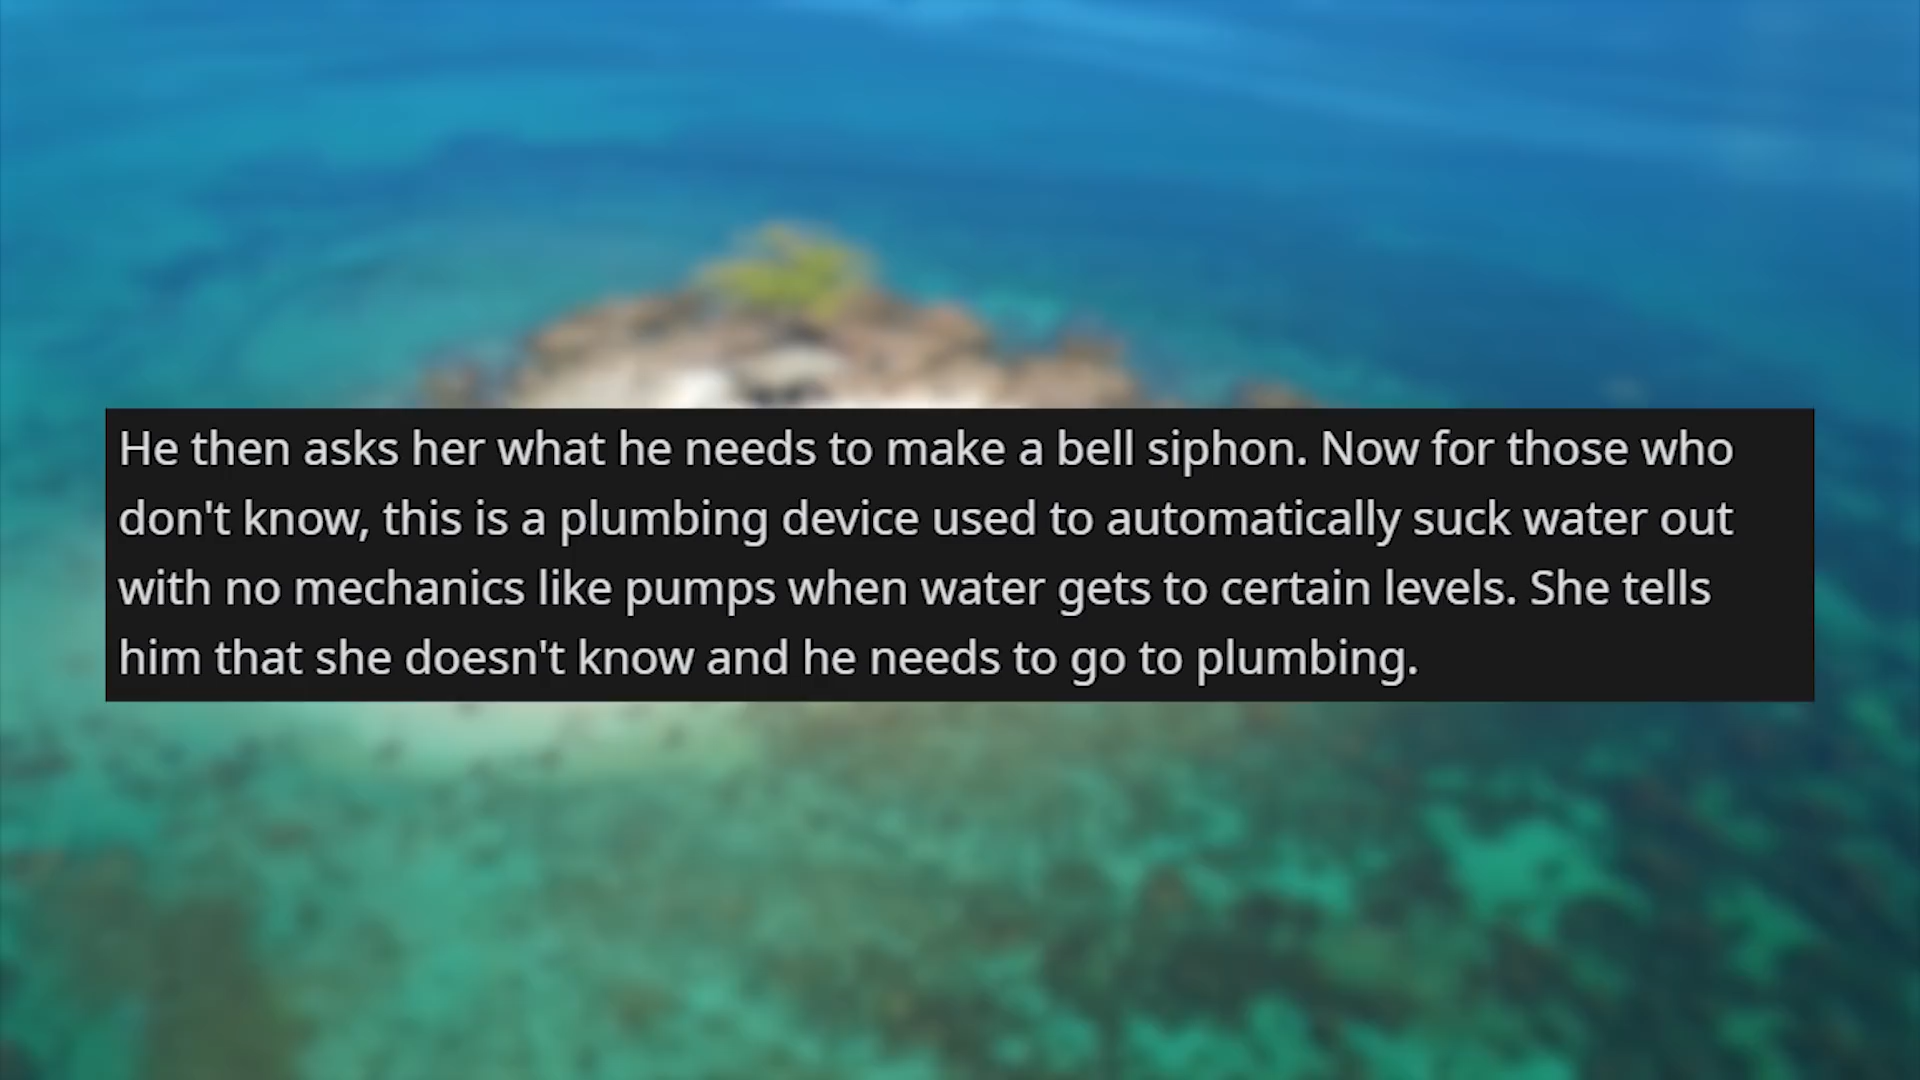 He then asks her what he needs to make a bell siphon. Now for those who
don't know, this is a plumbing device used to automatically suck water out
with no mechanics like pumps when water gets to certain levels. She tells
him that she doesn't know and he needs to go to plumbing.